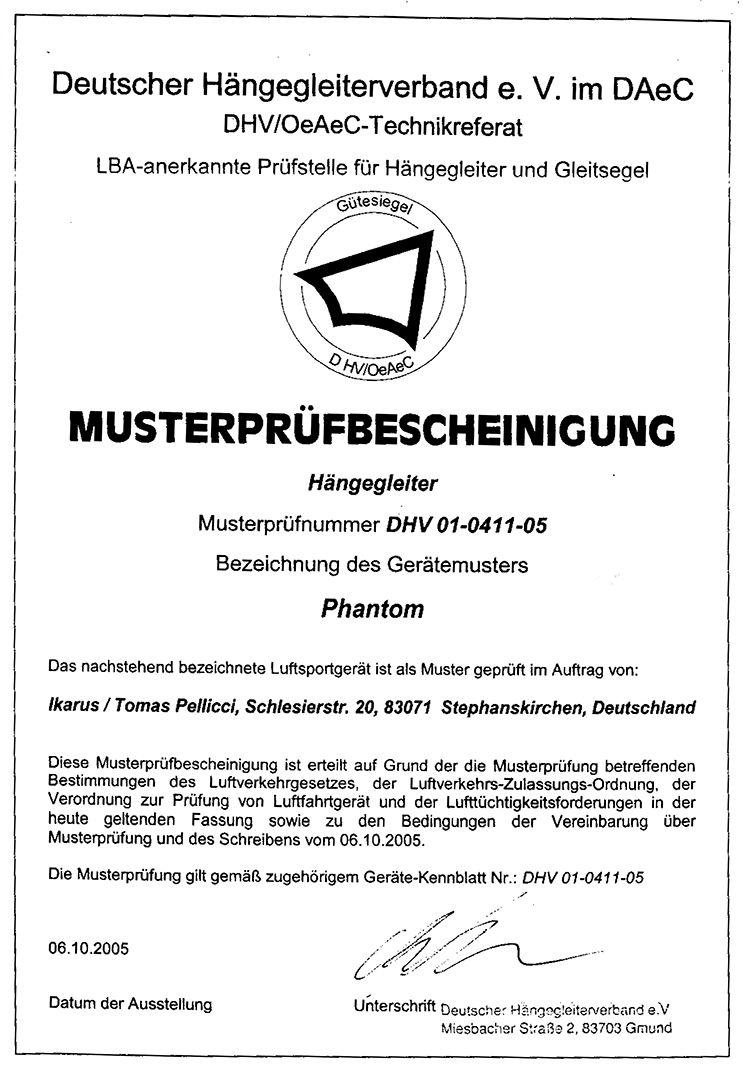 Deutscher Hängegleiterverband e. V. im DAeC
DHV/OeAeC-Technikreferat
LBA-anerkannte Prüfstelle für Hängegleiter und Gleitsegel
Gütesiegel
DHV/OeAeC
MUSTERPRÜFBESCHEINIGUNG
Hängegleiter
Musterprüfnummer DHV 01-0411-05
Bezeichnung des Gerätemusters
Phantom
Das nachstehend bezeichnete Luftsportgerät ist als Muster geprüft im Auftrag von:
Ikarus / Tomas Pellicci, Schlesierstr. 20, 83071 Stephanskirchen, Deutschland
Diese Musterprüfbescheinigung ist erteilt auf Grund der die Musterprüfung betreffenden
Bestimmungen des Luftverkehrgesetzes, der Luftverkehrs-Zulassungs-Ordnung, der
Verordnung zur Prüfung von Luftfahrtgerät und der Lufttüchtigkeitsforderungen in der
heute geltenden Fassung sowie zu den Bedingungen der Vereinbarung über
Musterprüfung und des Schreibens vom 06.10.2005.
Die Musterprüfung gilt gemäß zugehörigem Geräte-Kennblatt Nr.: DHV 01-0411-05
06.10.2005
Datum der Ausstellung
Unterschrift Deutscher Hängegleiterverband e.V
Miesbacher Straße 2, 83703 Gmund